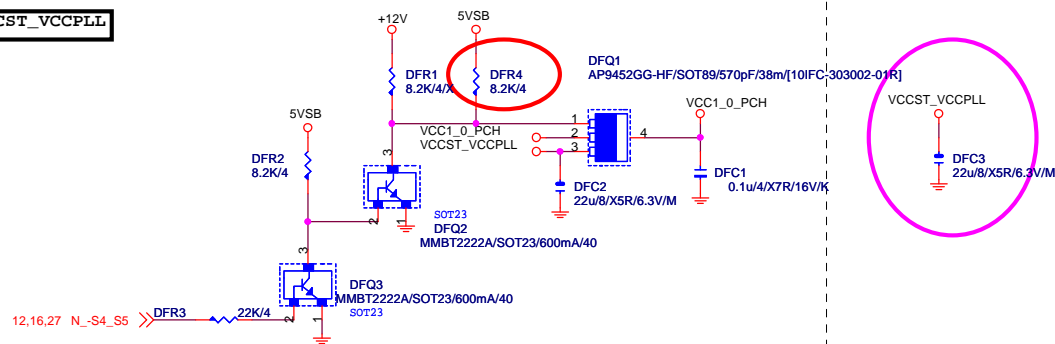 CST_VCCPLL
+12V
5VSB
DFR1
8.2K/4/X
DFR4
8.2K/4
DFQ1
AP9452GG-HF/SOT89/570pF/38m/[10IFC-303002-01R]
VCC1_0_PCH
VCCST_VCCPLL
1
2
3
4
VCC1_0_PCH
VCCST_VCCPLL
5VSB
DFR2
8.2K/4
3
2
1
SOT23
DFQ2
MMBT2222A/SOT23/600mA/40
DFC2
22u/8/X5R/6.3V/M
DFC1
0.1u/4/X7R/16V/K
DFC3
22u/8/X5R/6.3V/M
3
2
1
DFQ3
MMBT2222A/SOT23/600mA/40
SOT23
12,16,27 N_-S4_S5
DFR3
22K/4